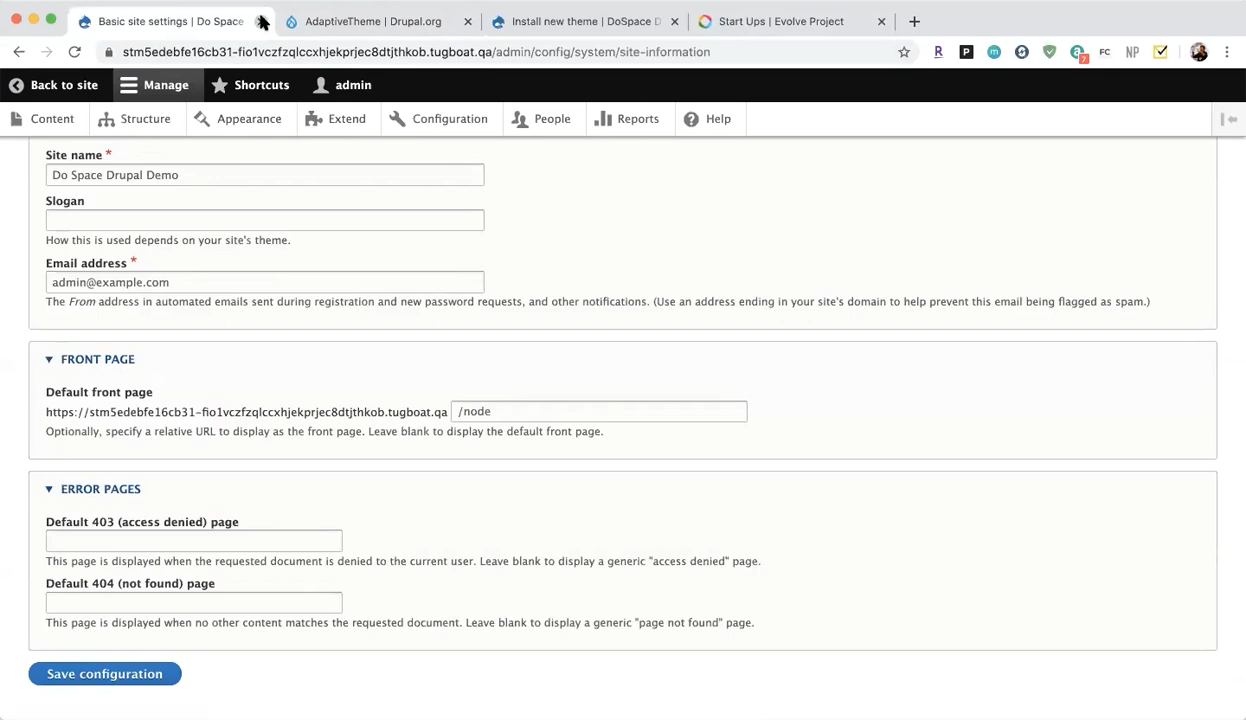 Basic site settings | Do Space
AdaptiveTheme | Drupal.org
Install new theme | DoSpace D
Start Ups | Evolve Project
stm5edebfe16cb31-fio1vczfzqlccxhjekprjec8dtjthkob.tugboat.qa/admin/config/system/site-information
R
P
m
a
7
FC
NP
Back to site
Manage
Shortcuts
admin
Content
Structure
Appearance
Extend
Configuration
People
Reports
Help
Site name *
Do Space Drupal Demo
Slogan
How this is used depends on your site's theme.
Email address *
admin@example.com
The From address in automated emails sent during registration and new password requests, and other notifications. (Use an address ending in your site's domain to help prevent this email being flagged as spam.)
FRONT PAGE
Default front page
https://stm5edebfe16cb31-fio1vczfzqlccxhjekprjec8dtjthkob.tugboat.qa /node
Optionally, specify a relative URL to display as the front page. Leave blank to display the default front page.
ERROR PAGES
Default 403 (access denied) page
This page is displayed when the requested document is denied to the current user. Leave blank to display a generic "access denied" page.
Default 404 (not found) page
This page is displayed when no other content matches the requested document. Leave blank to display a generic "page not found" page.
Save configuration